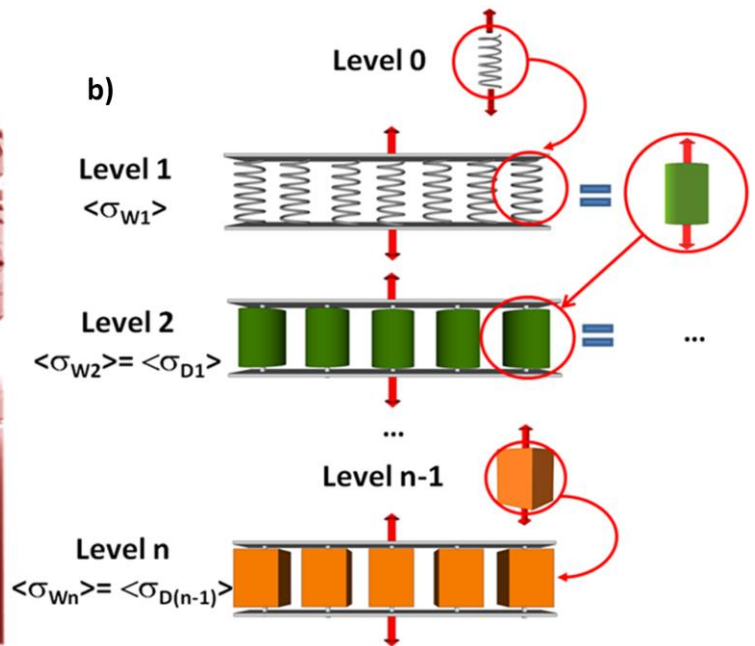 b)
Level 0
Level 1
<σW1>
Level 2
<σW2>= <σD1>
...
...
Level n-1
Level n
<σWn>= <σD(n-1)>